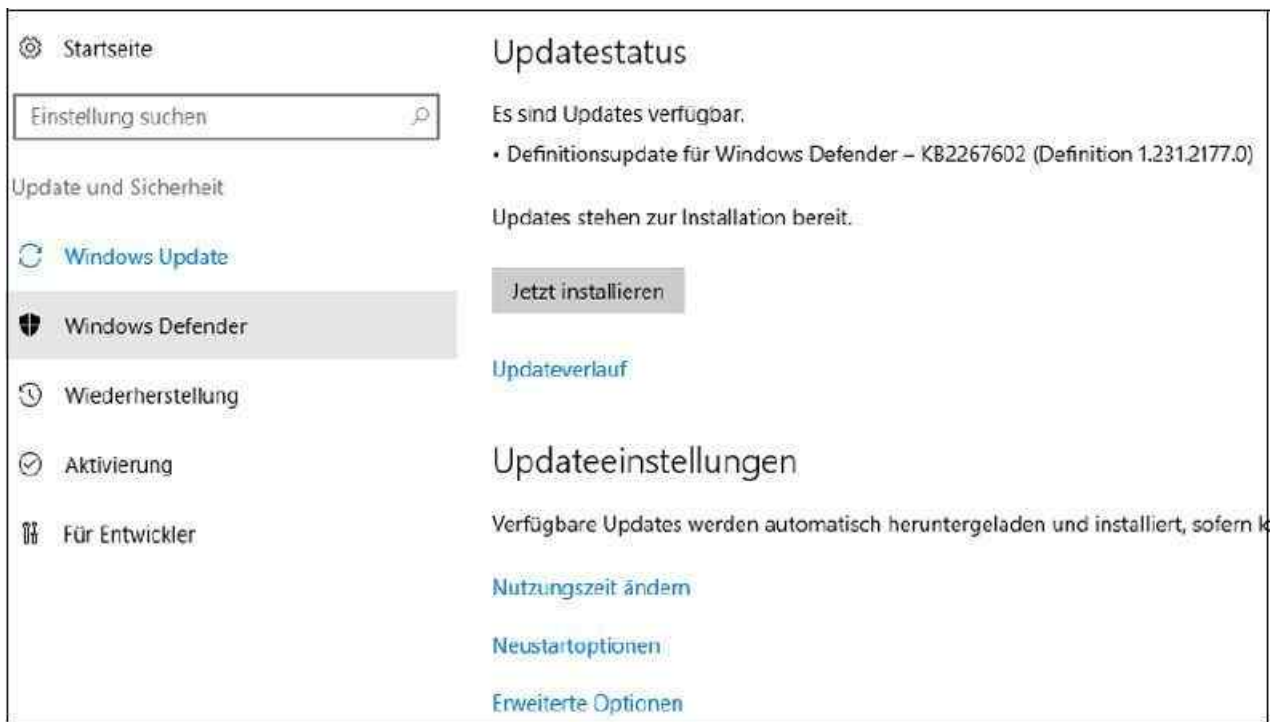 Startseite
Einstellung suchen
Update und Sicherheit
Windows Update
Windows Defender
Wiederherstellung
Aktivierung
Für Entwickler
Updatestatus
Es sind Updates verfügbar.
• Definitionsupdate für Windows Defender – KB2267602 (Definition 1.231.2177.0)
Updates stehen zur Installation bereit.
Jetzt installieren
Updateverlauf
Updateeinstellungen
Verfügbare Updates werden automatisch heruntergeladen und installiert, sofern k
Nutzungszeit ändern
Neustartoptionen
Erweiterte Optionen